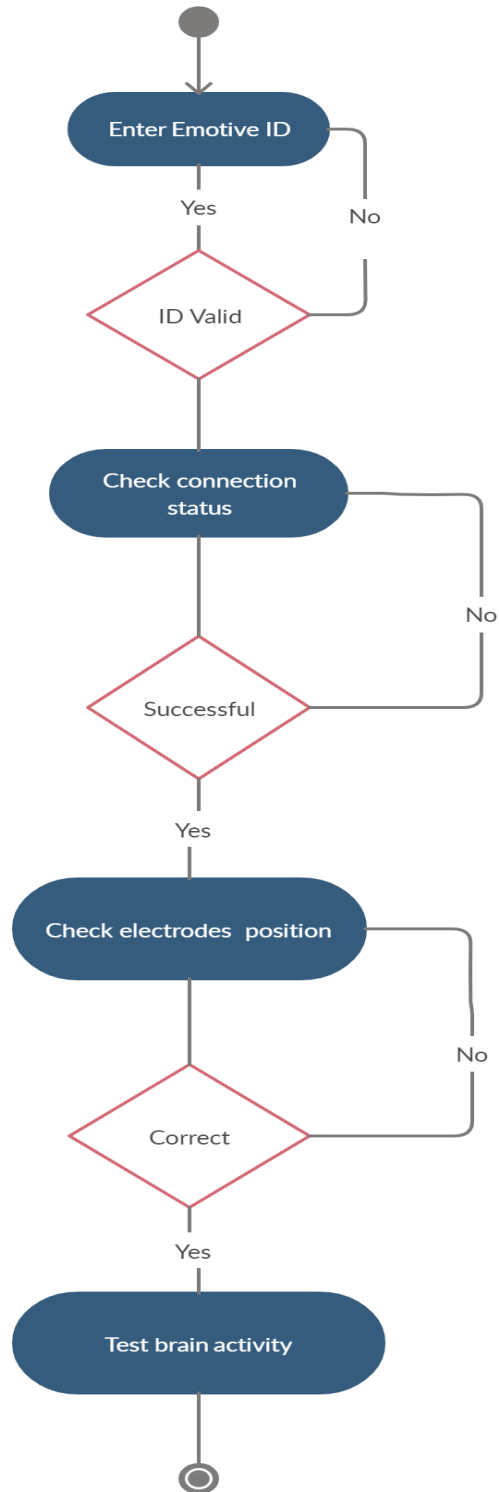 Enter Emotive ID
Yes
No
ID Valid
Check connection
status
No
Successful
Yes
Check electrodes position
No
Correct
Yes
Test brain activity